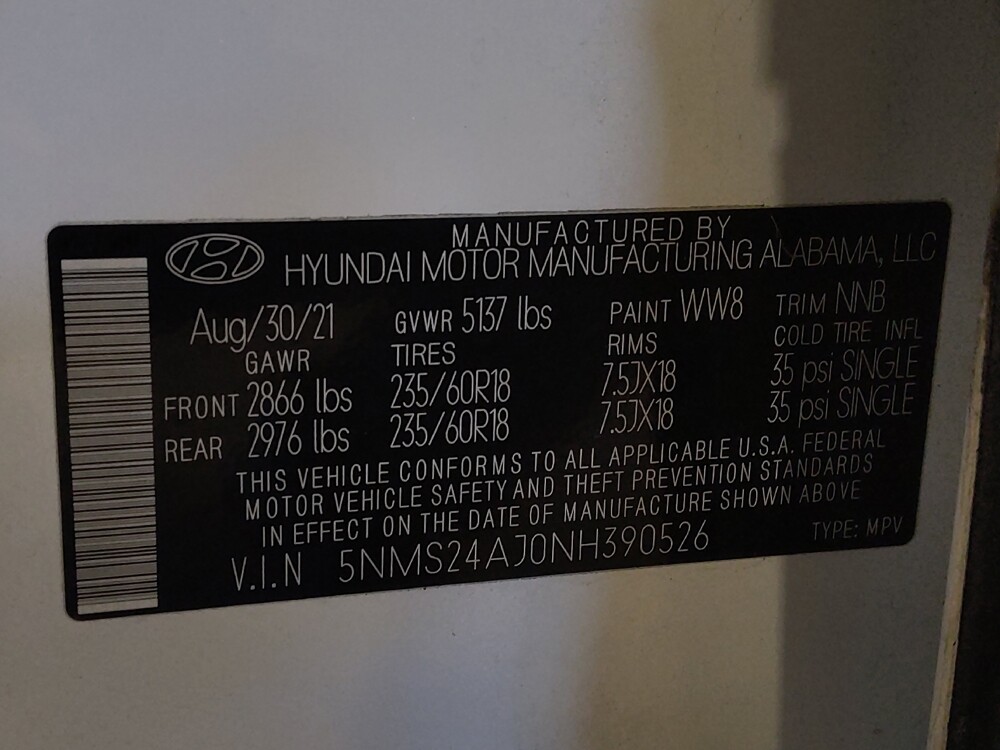 MANUFACTURED BY
HYUNDAI MOTOR MANUFACTURING ALABAMA, LLC
Aug/30/21 GVWR 5137 lbs PAINT WW8 TRIM NNB
GAWR TIRES RIMS COLD TIRE INFL
FRONT 2866 lbs 235/60R18 7.5JX18 35 psi SINGLE
REAR 2976 lbs 235/60R18 7.5JX18 35 psi SINGLE
THIS VEHICLE CONFORMS TO ALL APPLICABLE U.S.A. FEDERAL
MOTOR VEHICLE SAFETY AND THEFT PREVENTION STANDARDS
IN EFFECT ON THE DATE OF MANUFACTURE SHOWN ABOVE
V.I.N 5NMS24AJ0NH390526 TYPE: MPV